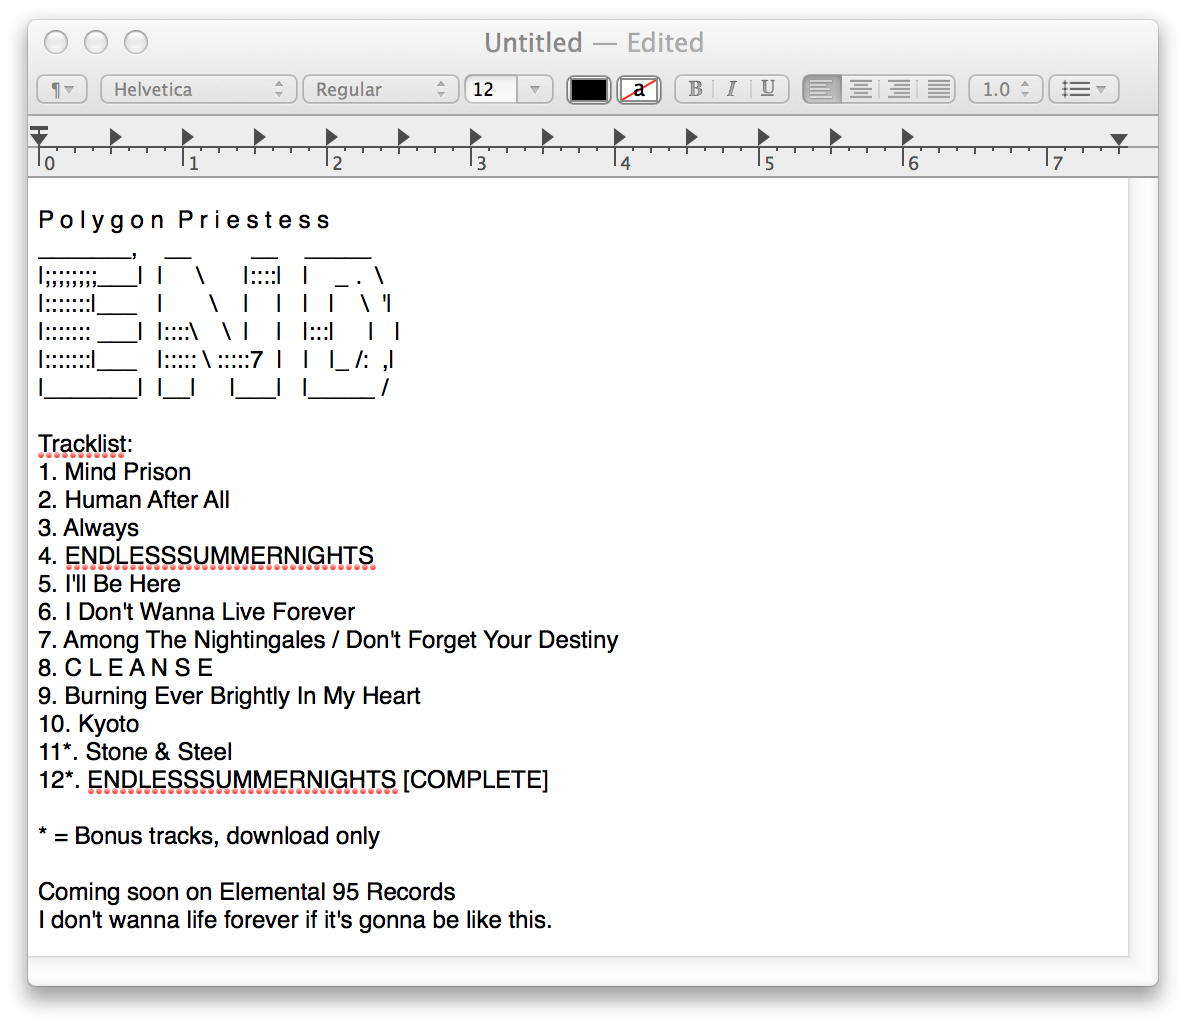 Untitled — Edited
¶ Helvetica Regular 12 a B I U 1.0
0 1 2 3 4 5 6 7
P o l y g o n  P r i e s t e s s
_______,    __         __    _____
|;;;;;;;;___|  |     \      |::::|   |    _ .  \
|:::::::|___   |       \    |    |   |   |    \  '|
|::::::: ___|  |::::\    \  |    |   |:::|     |   |
|:::::::|___   |::::: \ :::::7  |   |   |_ /:  ,|
|_______|  |__|     |___|   |_____ /
Tracklist:
1. Mind Prison
2. Human After All
3. Always
4. ENDLESSSUMMERNIGHTS
5. I'll Be Here
6. I Don't Wanna Live Forever
7. Among The Nightingales / Don't Forget Your Destiny
8. C L E A N S E
9. Burning Ever Brightly In My Heart
10. Kyoto
11*. Stone & Steel
12*. ENDLESSSUMMERNIGHTS [COMPLETE]
* = Bonus tracks, download only
Coming soon on Elemental 95 Records
I don't wanna life forever if it's gonna be like this.